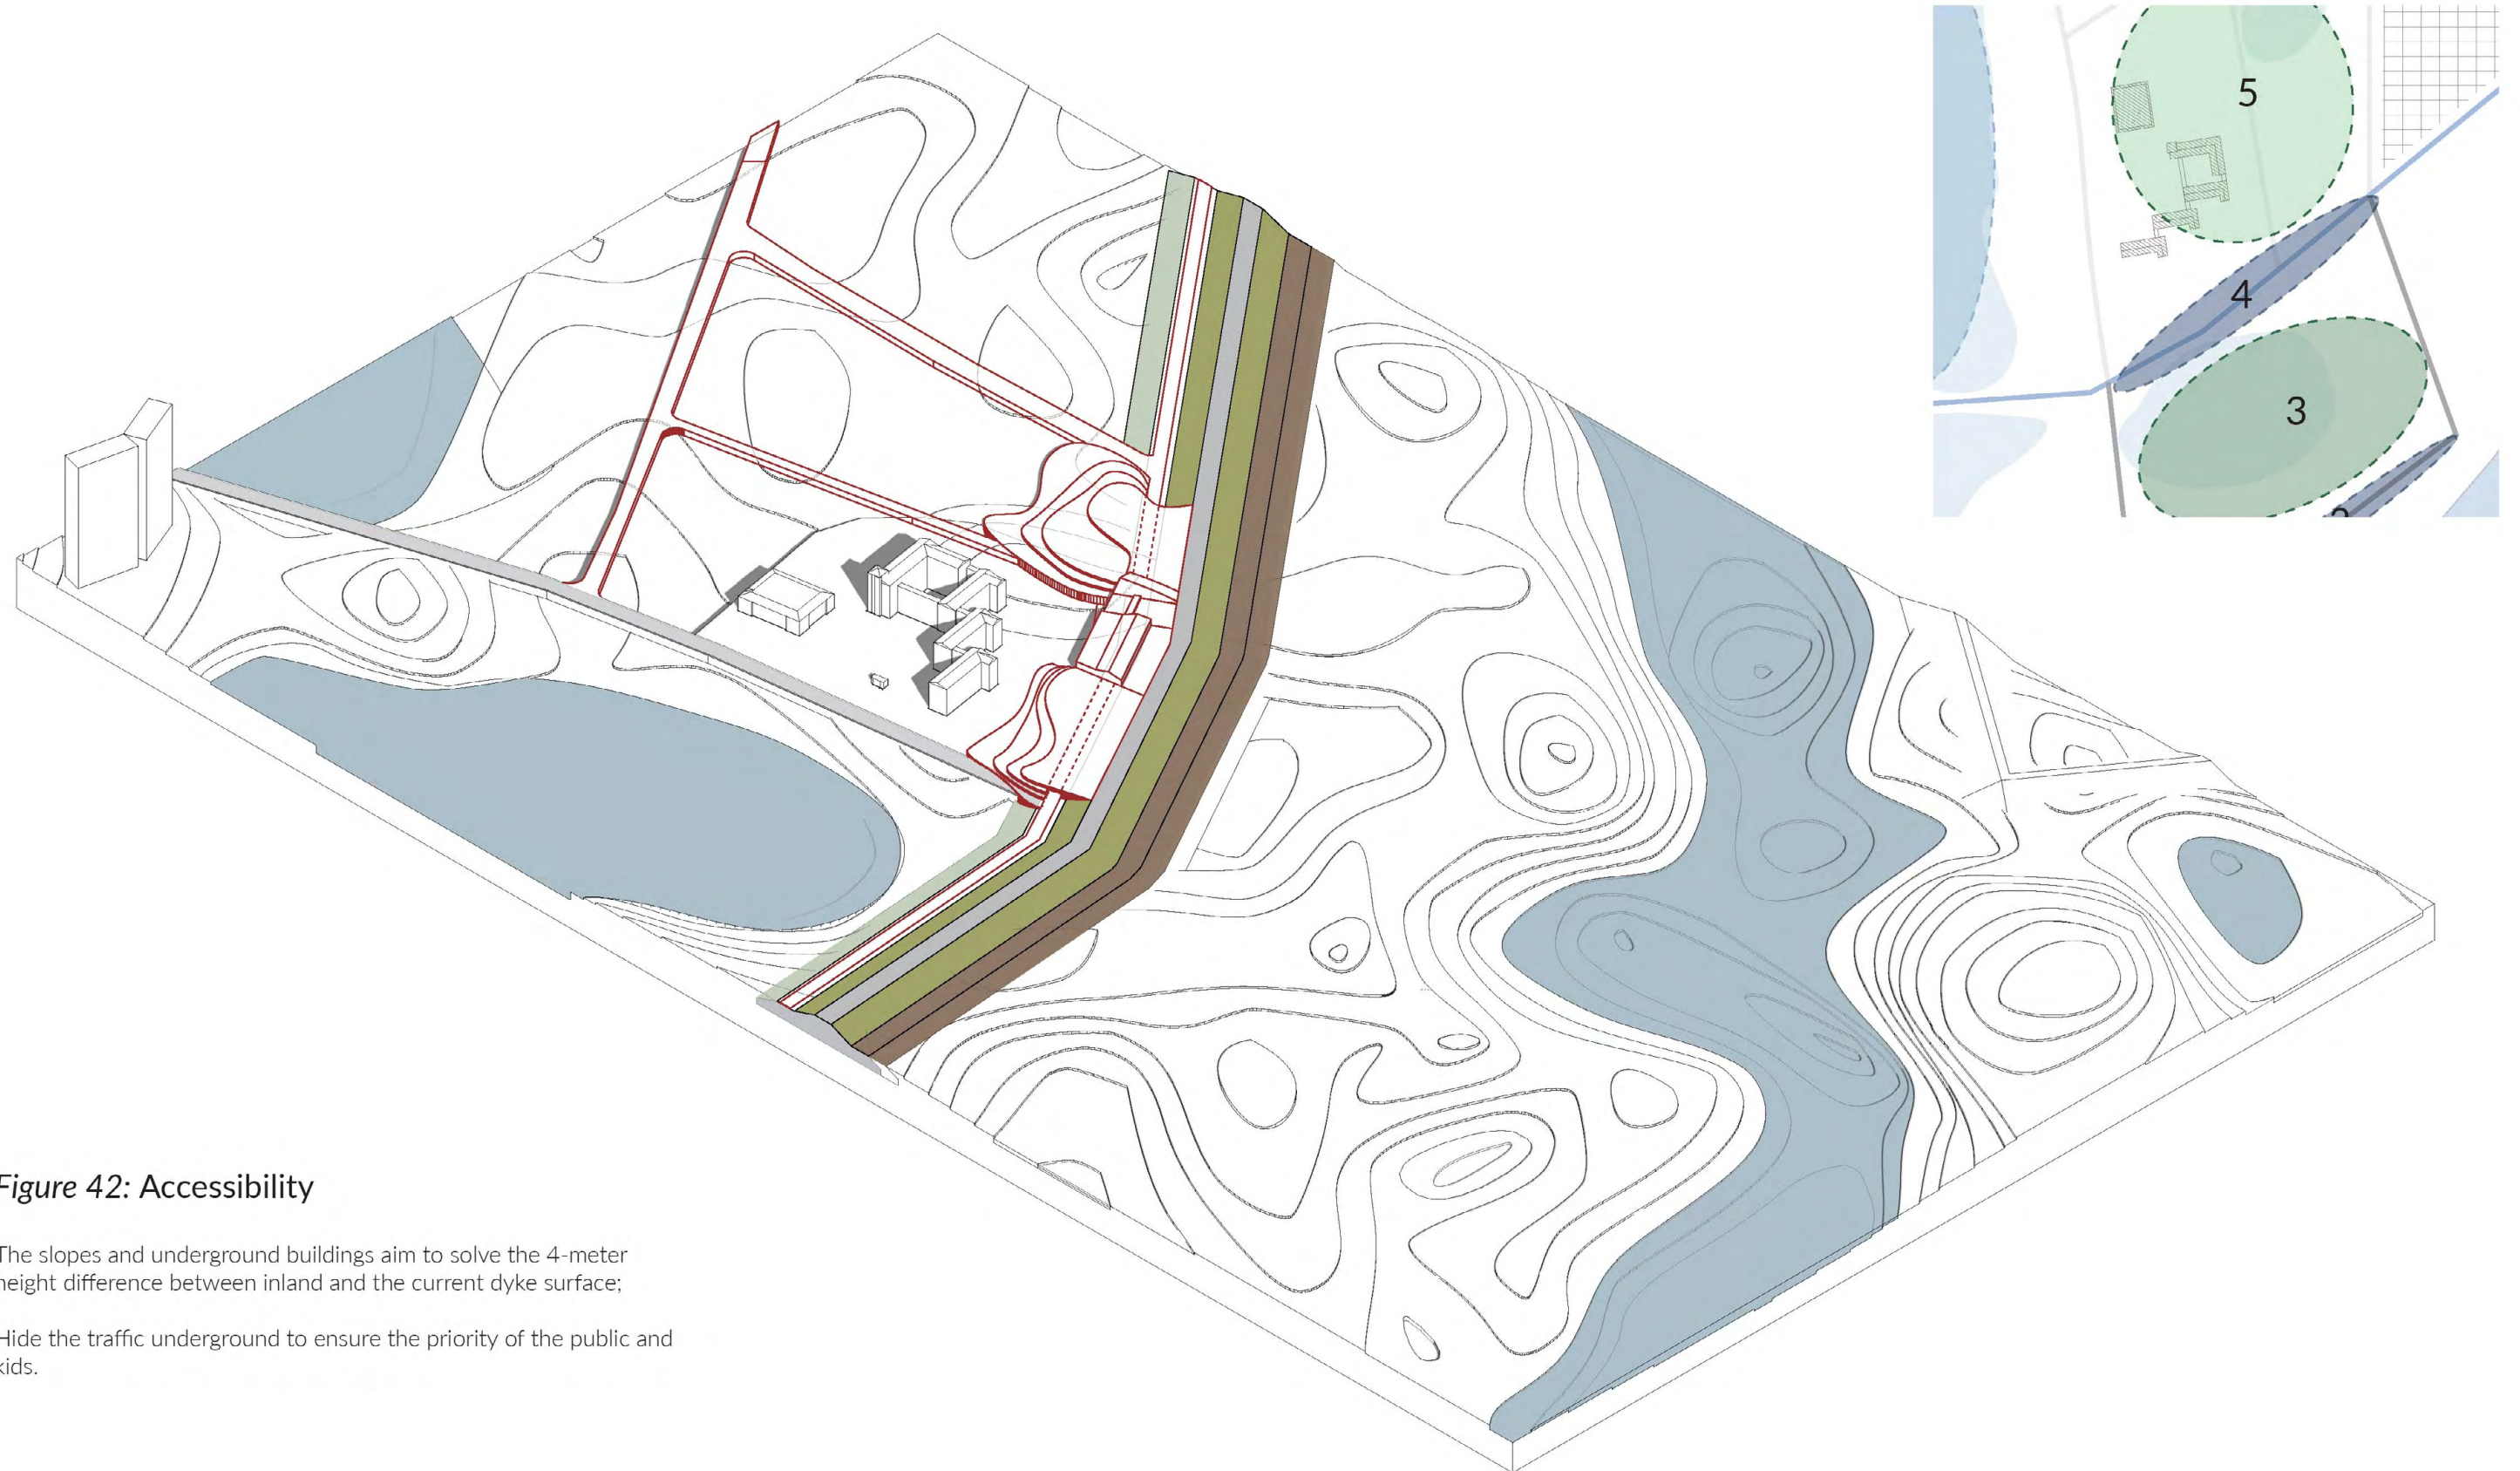 5
4
3
Figure 42: Accessibility
The slopes and underground buildings aim to solve the 4-meter
height difference between inland and the current dyke surface;
Hide the traffic underground to ensure the priority of the public and
kids.